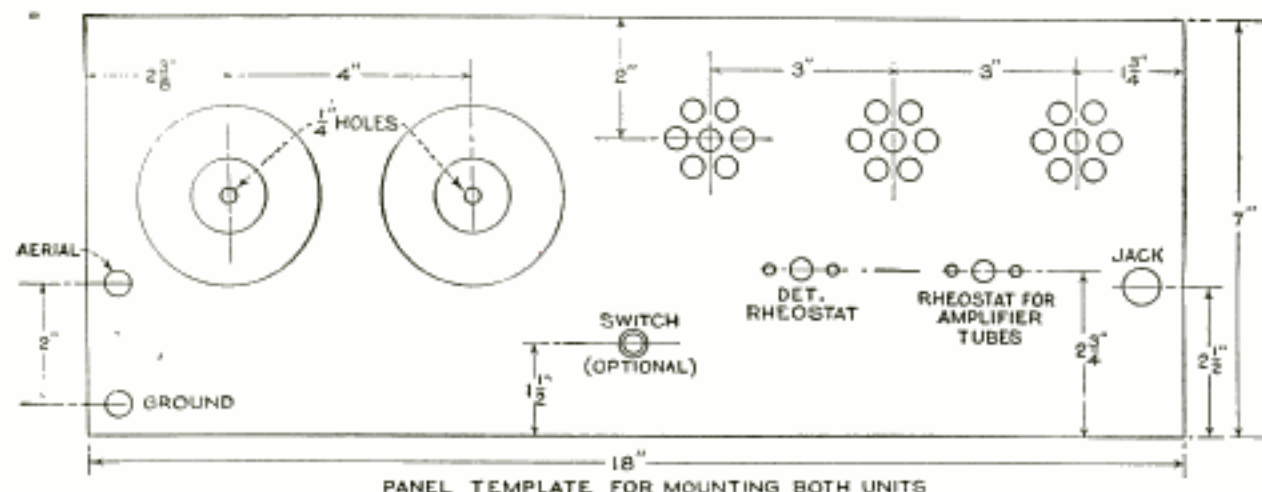 2 3/8" 4" 2" 3" 3" 1 3/4"
1/4" HOLES
7"
AERIAL
JACK
DET.
RHEOSTAT
RHEOSTAT FOR
AMPLIFIER
TUBES
SWITCH
(OPTIONAL)
2"
1 1/2"
2 3/4"
2 1/2"
GROUND
18"
PANEL TEMPLATE FOR MOUNTING BOTH UNITS